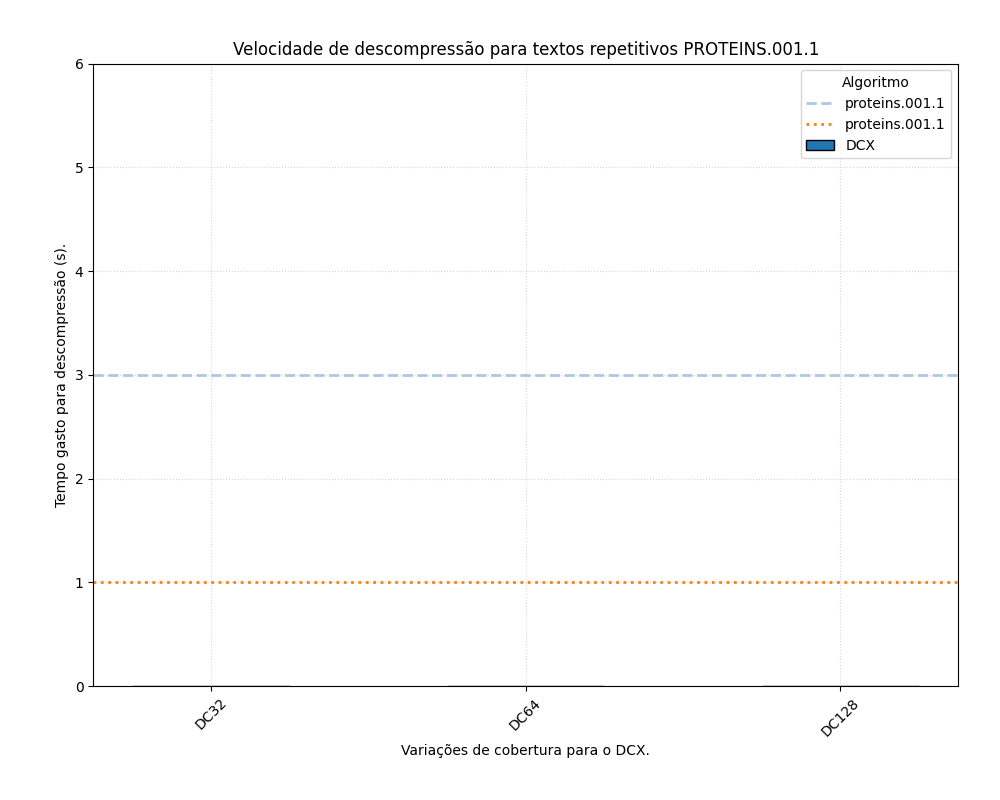 Velocidade de descompressão para textos repetitivos PROTEINS.001.1
Algoritmo
proteins.001.1
proteins.001.1
DCX
Tempo gasto para descompressão (s).
6
5
4
3
2
1
0
DC32
DC64
DC128
Variações de cobertura para o DCX.